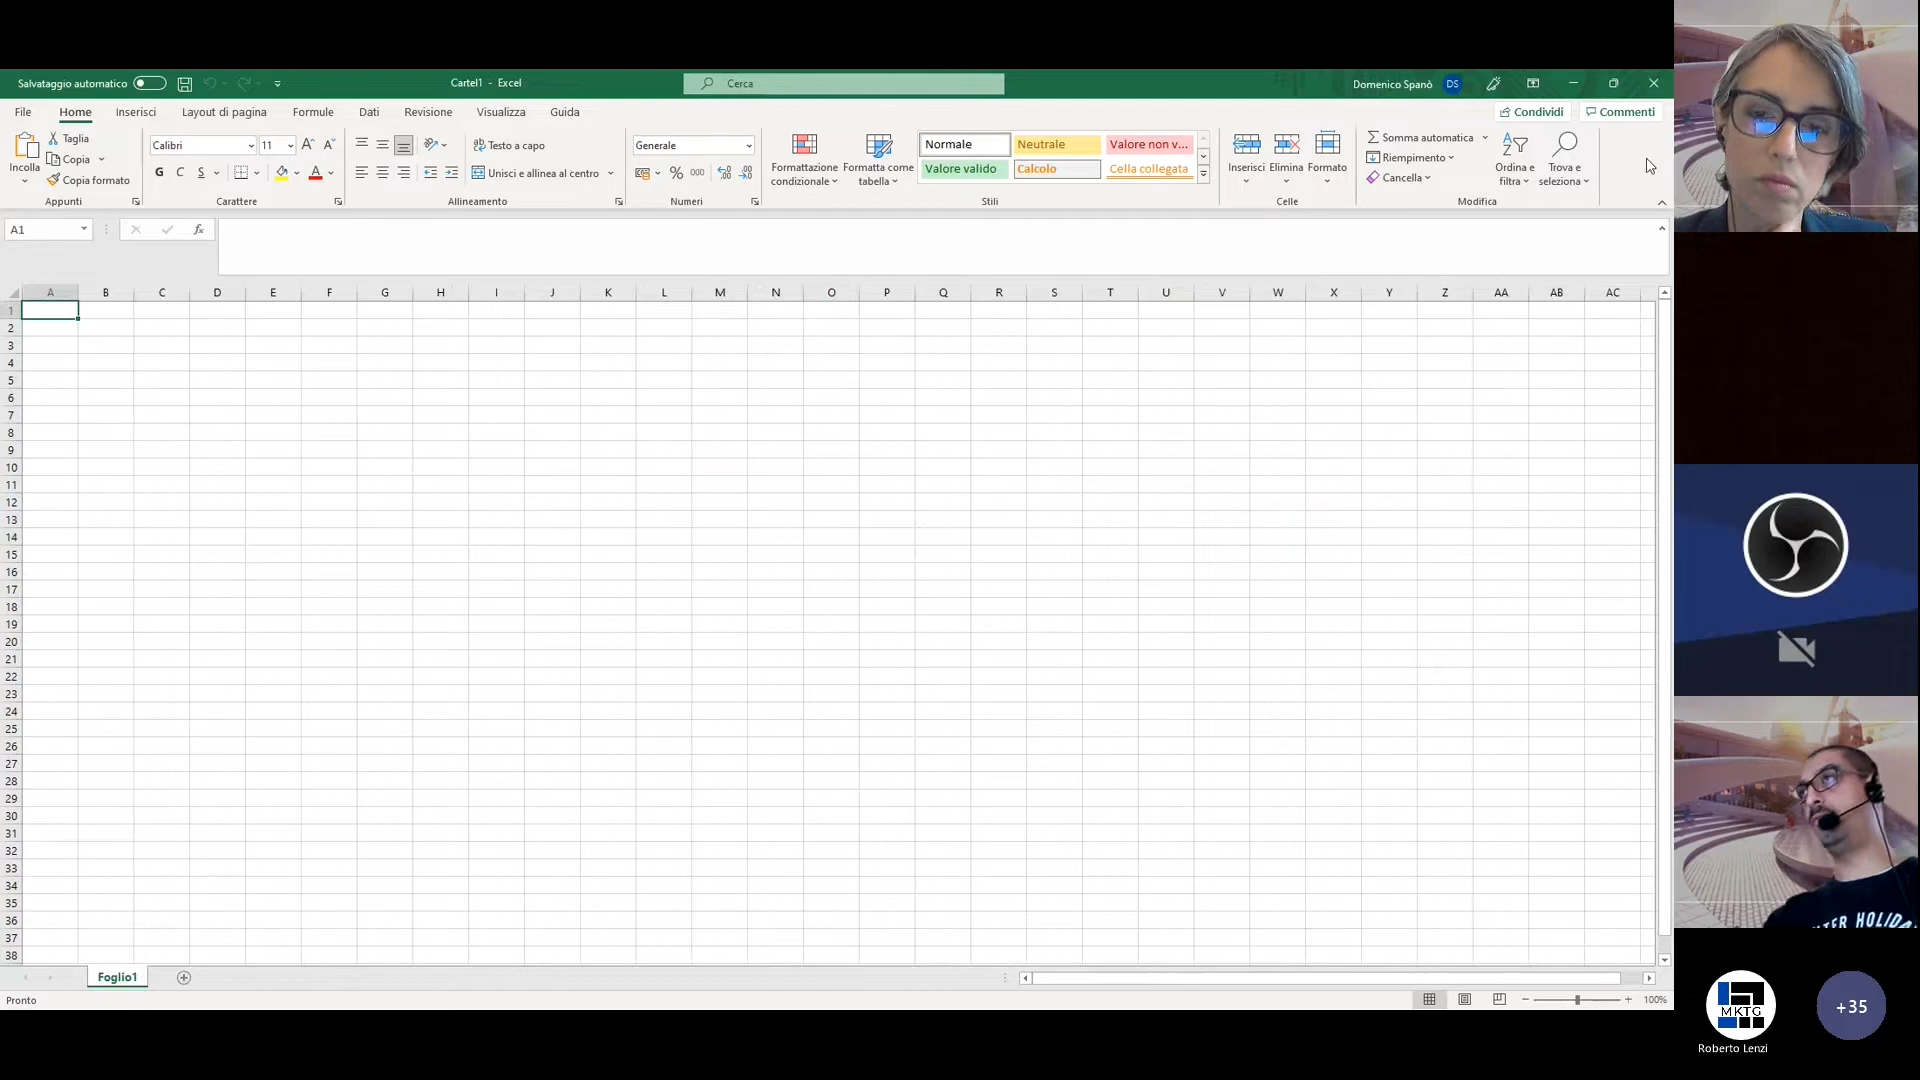 Salvataggio automatico
Cartel1 - Excel
Cerca
Domenico Spanò
DS
File Home Inserisci Layout di pagina Formule Dati Revisione Visualizza Guida
Condividi Commenti
Incolla
Taglia
Copia
Copia formato
Appunti
Calibri 11
G C S
Carattere
Testo a capo
Unisci e allinea al centro
Allineamento
Generale
% 000
Numeri
Formattazione condizionale
Formatta come tabella
Normale Neutrale Valore non v...
Valore valido Calcolo Cella collegata
Stili
Inserisci Elimina Formato
Celle
Somma automatica
Riempimento
Cancella
Ordina e filtra
Trova e seleziona
Modifica
A1
fx
A B C D E F G H I J K L M N O P Q R S T U V W X Y Z AA AB AC
1
2
3
4
5
6
7
8
9
10
11
12
13
14
15
16
17
18
19
20
21
22
23
24
25
26
27
28
29
30
31
32
33
34
35
36
37
38
Foglio1
Pronto
100%
HOLIDA
MKTG
Roberto Lenzi
+35